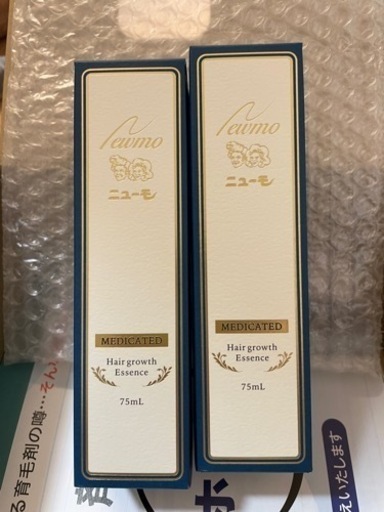 Newmo
ニューモ
MEDICATED
Hair growth
Essence
75mL
Newmo
ニューモ
MEDICATED
Hair growth
Essence
75mL
る育毛剤の噂…そん
えいたします